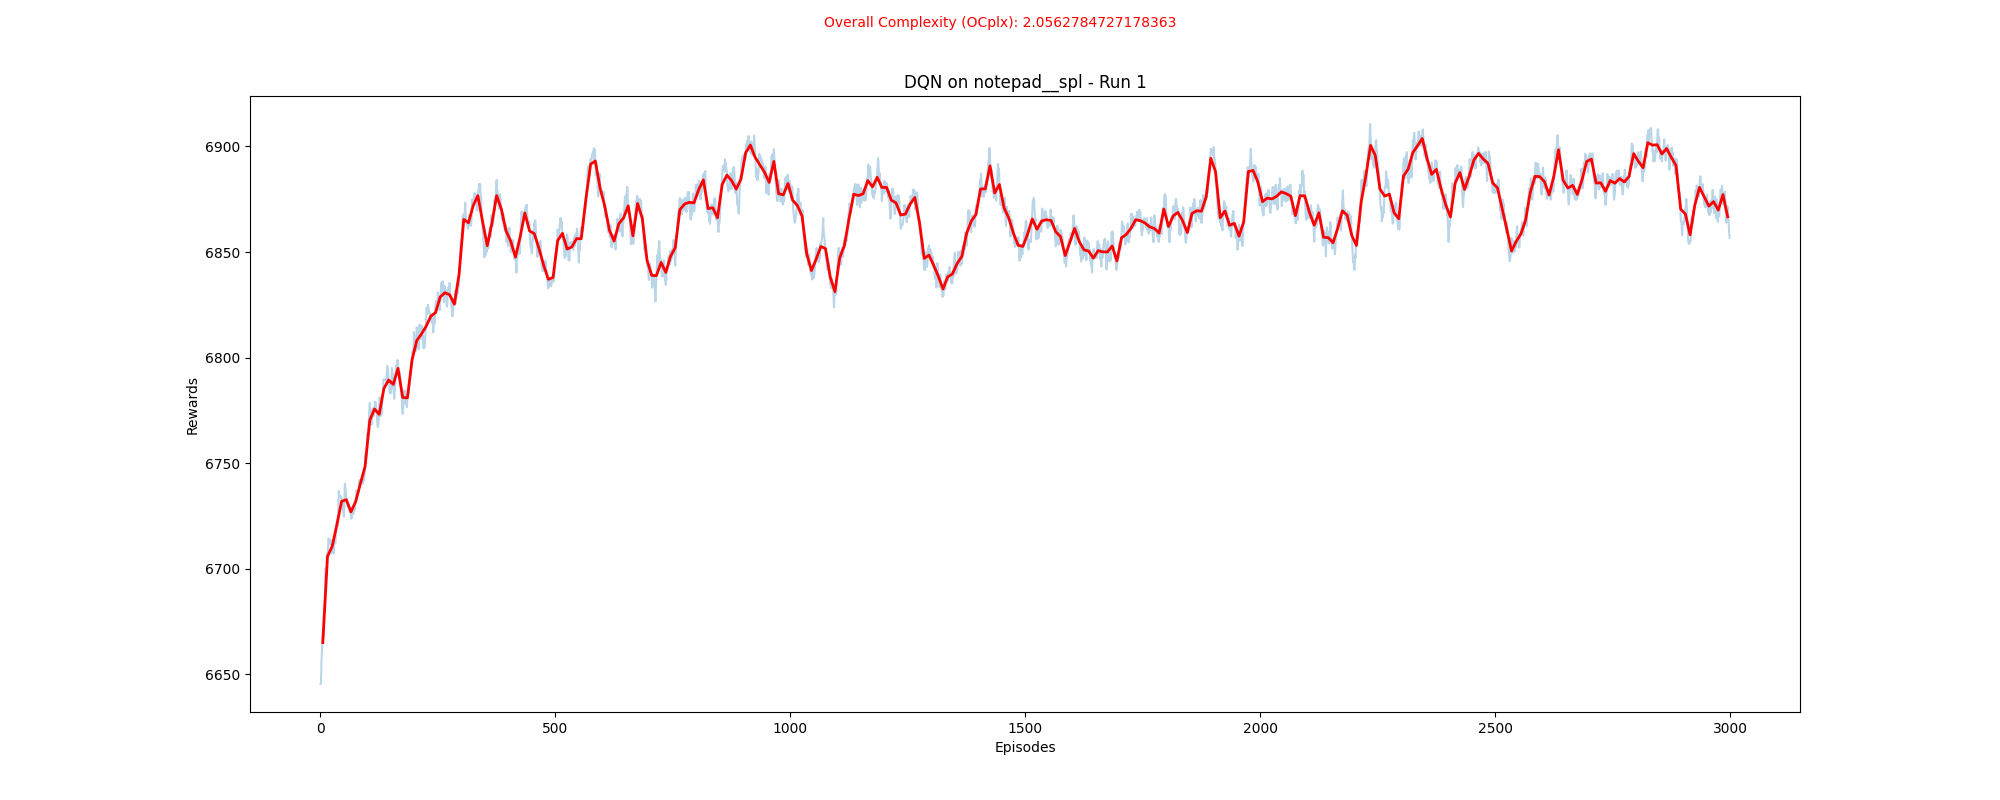 Overall Complexity (OCplx): 2.0562784727178363
DQN on notepad__spl - Run 1
6900
6850
6800
6750
6700
6650
Rewards
0 500 1000 1500 2000 2500 3000
Episodes